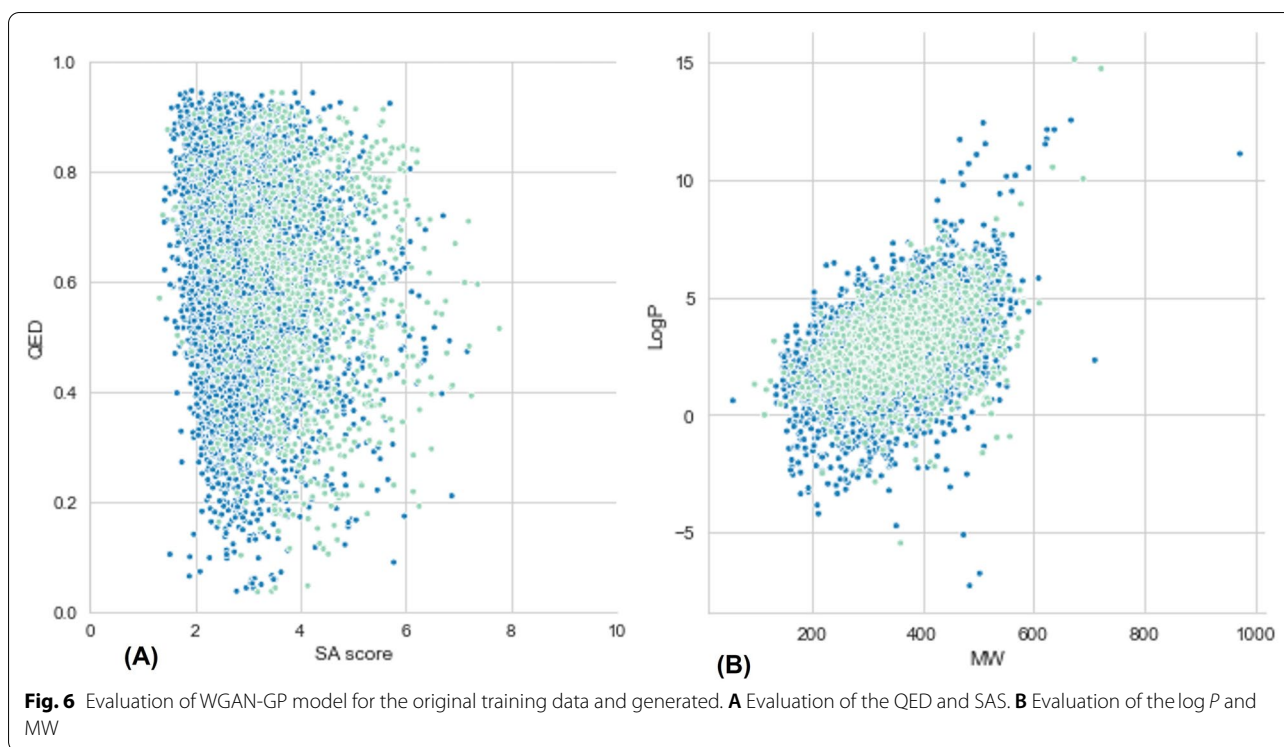 1.0
0.8
0.6
0.4
0.2
0.0
QED
0
2
4
6
8
10
SA score
(A)
15
10
5
0
−5
LogP
200
400
600
800
1000
MW
(B)
Fig. 6 Evaluation of WGAN-GP model for the original training data and generated. A Evaluation of the QED and SAS. B Evaluation of the log P and
MW